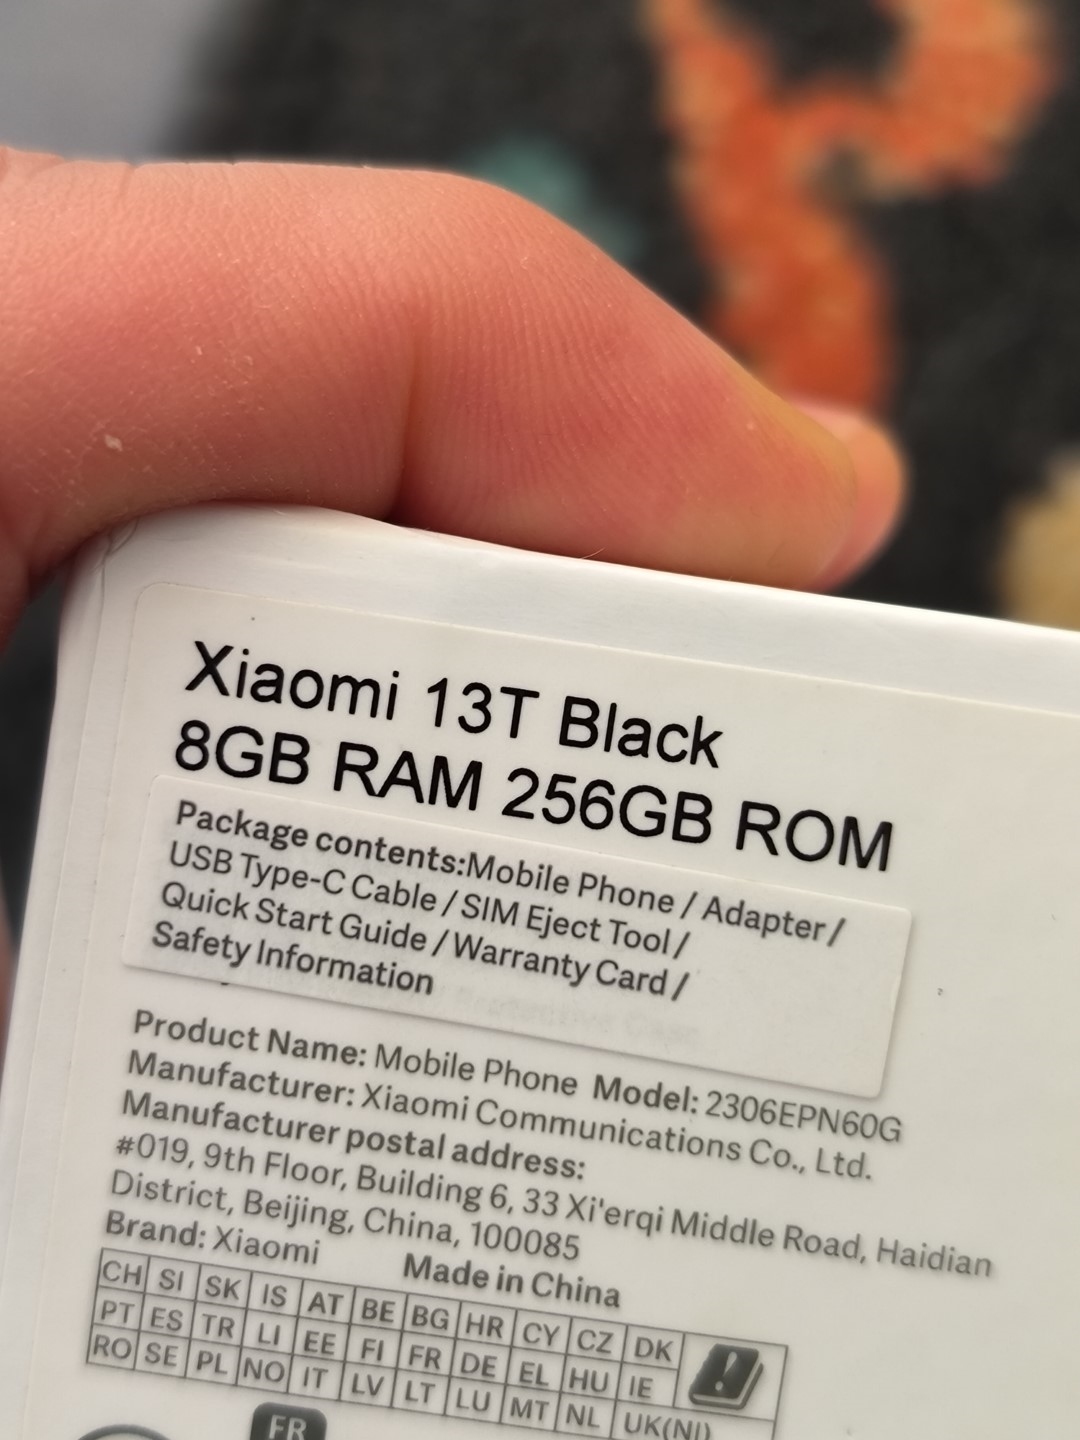 Xiaomi 13T Black
8GB RAM 256GB ROM
Package contents:Mobile Phone / Adapter /
USB Type-C Cable / SIM Eject Tool /
Quick Start Guide / Warranty Card /
Safety Information
Product Name: Mobile Phone Model: 2306EPN60G
Manufacturer: Xiaomi Communications Co., Ltd.
Manufacturer postal address:
#019, 9th Floor, Building 6, 33 Xi'erqi Middle Road, Haidian
District, Beijing, China, 100085
Brand: Xiaomi Made in China
CH SI SK IS AT BE BG HR CY CZ DK
PT ES TR LI EE FI FR DE EL HU IE
RO SE PL NO IT LV LT LU MT NL UK(NI)
FR